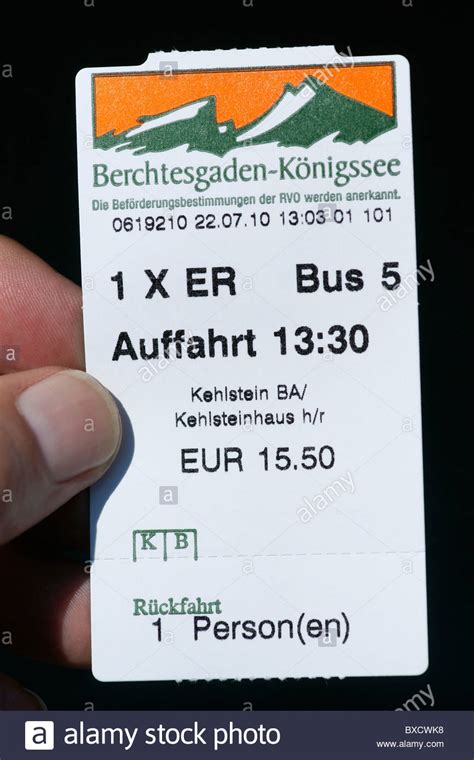 Berchtesgaden-Königssee
Die Beförderungsbestimmungen der RVO werden anerkannt.
0619210 22.07.10 13:03 01 101
1 X ER Bus 5
Auffahrt 13:30
Kehlstein BA/
Kehlsteinhaus h/r
EUR 15.50
K B
Rückfahrt
1 Person(en)
a alamy stock photo
BXCWK8
www.alamy.com